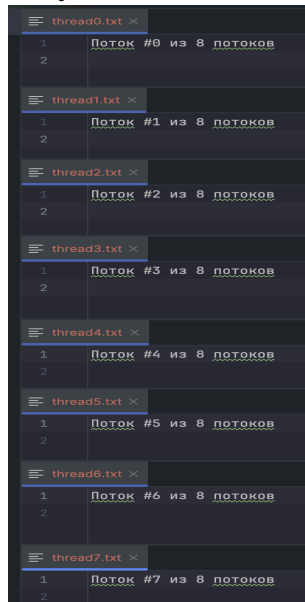 thread0.txt ×
1 Поток #0 из 8 потоков
2
thread1.txt ×
1 Поток #1 из 8 потоков
2
thread2.txt ×
1 Поток #2 из 8 потоков
2
thread3.txt ×
1 Поток #3 из 8 потоков
2
thread4.txt ×
1 Поток #4 из 8 потоков
2
thread5.txt ×
1 Поток #5 из 8 потоков
2
thread6.txt ×
1 Поток #6 из 8 потоков
2
thread7.txt ×
1 Поток #7 из 8 потоков
2